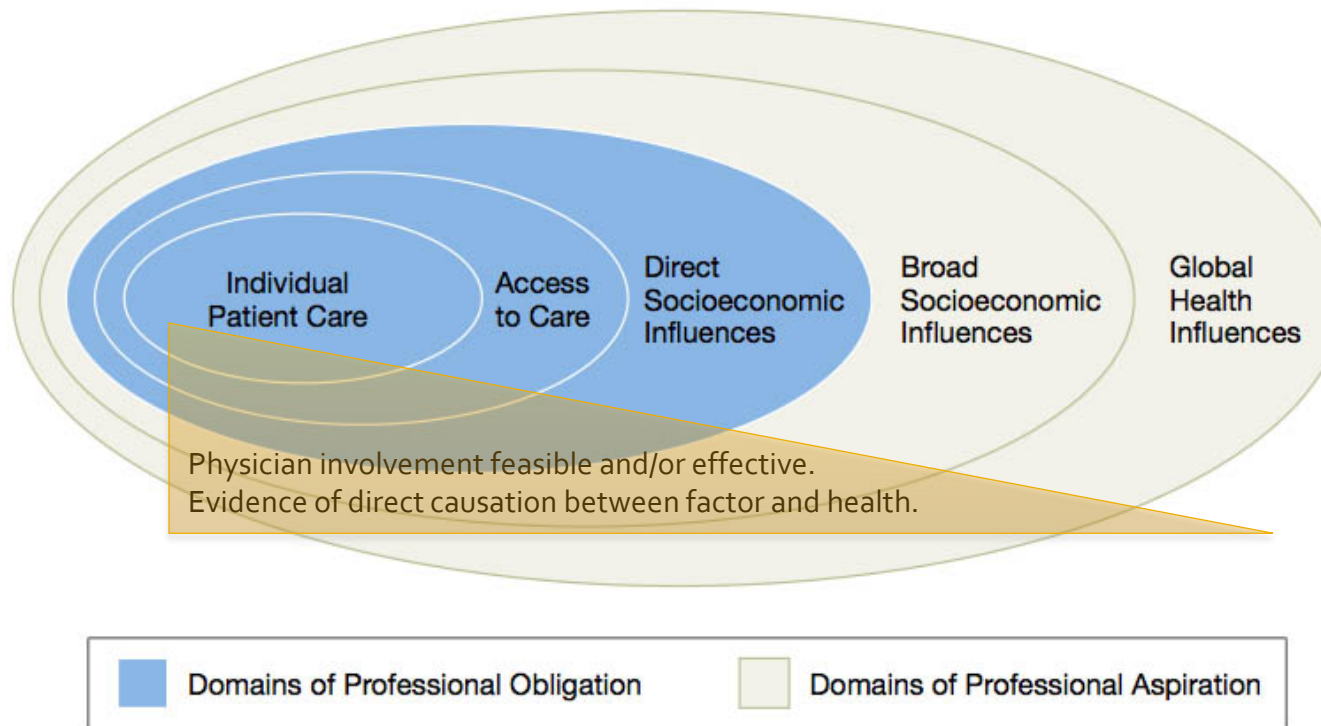 Individual
Patient Care
Access
to Care
Direct
Socioeconomic
Influences
Broad
Socioeconomic
Influences
Global
Health
Influences
Physician involvement feasible and/or effective.
Evidence of direct causation between factor and health.
Domains of Professional Obligation
Domains of Professional Aspiration